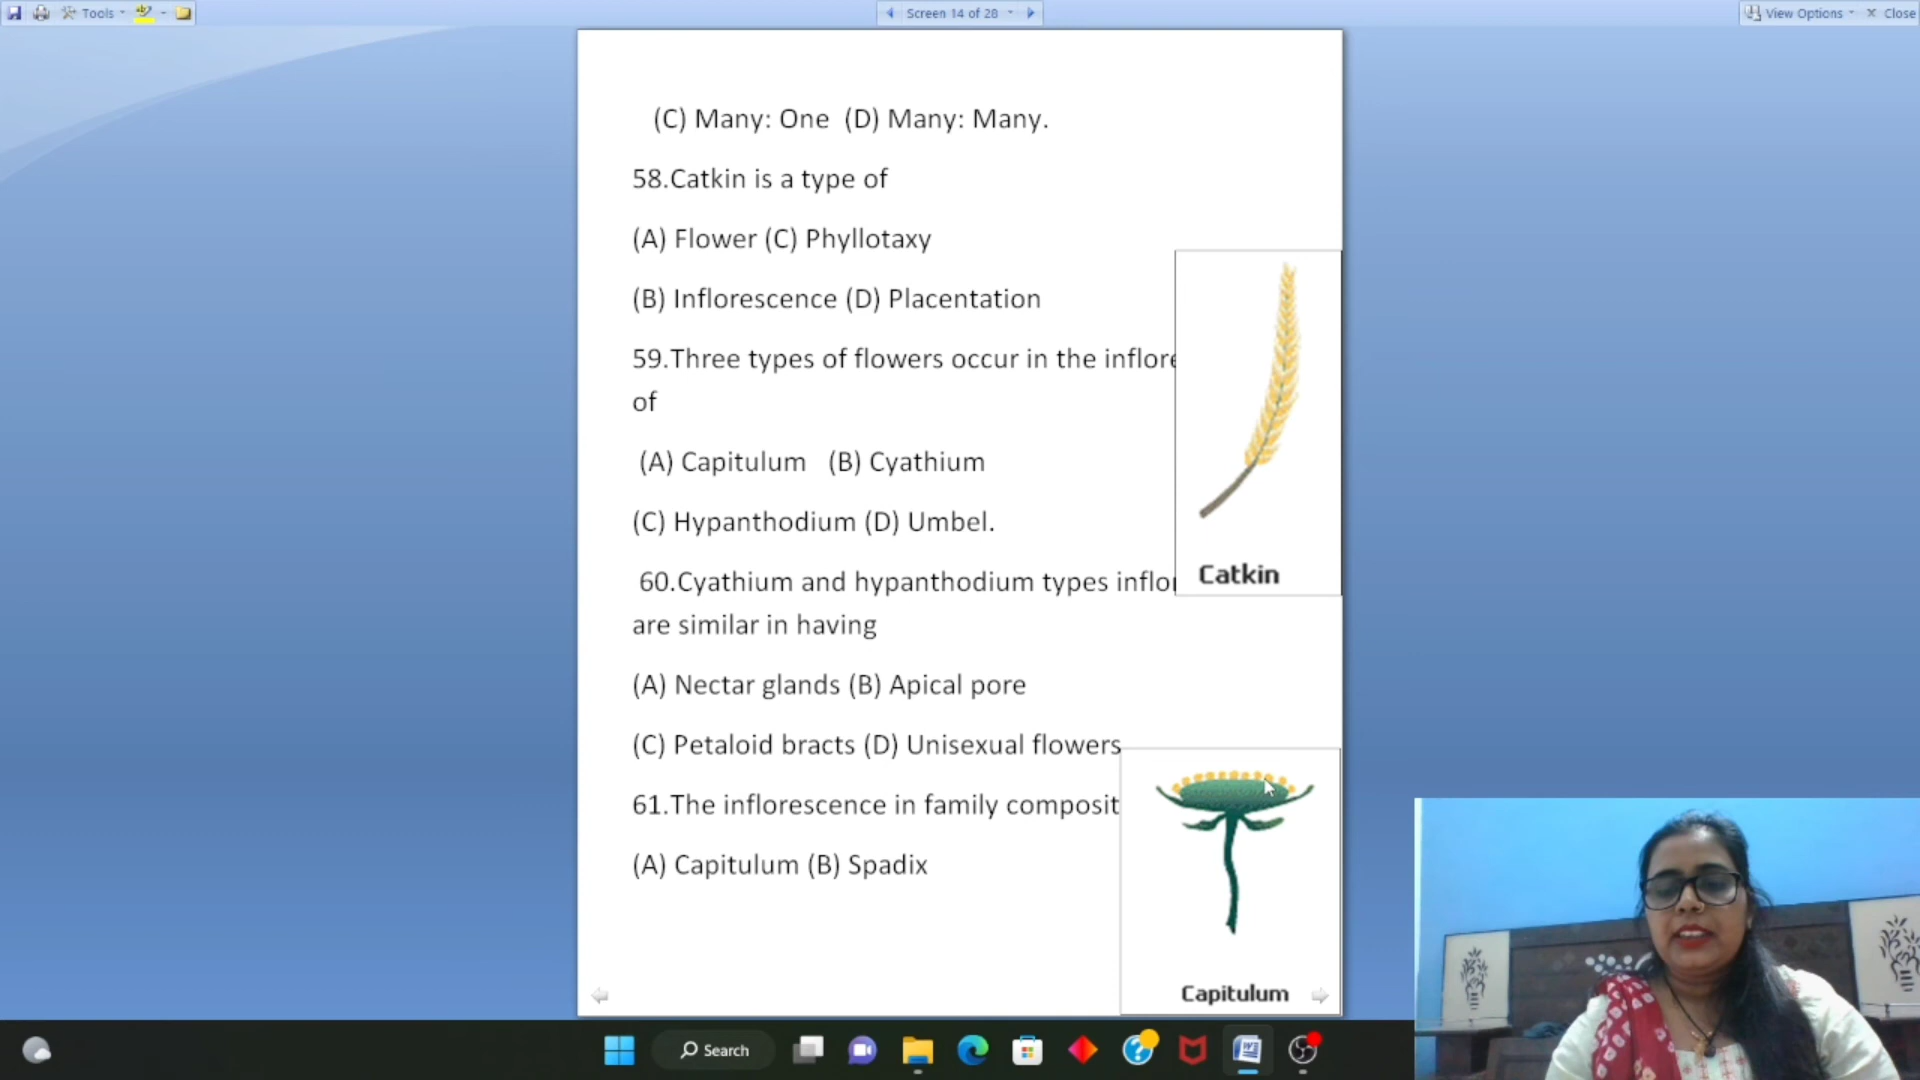 Tools
Screen 14 of 28
View Options
Close
(C) Many: One (D) Many: Many.
58.Catkin is a type of
(A) Flower (C) Phyllotaxy
(B) Inflorescence (D) Placentation
59.Three types of flowers occur in the inflore
of
(A) Capitulum (B) Cyathium
(C) Hypanthodium (D) Umbel.
60.Cyathium and hypanthodium types inflo
are similar in having
(A) Nectar glands (B) Apical pore
(C) Petaloid bracts (D) Unisexual flowers
61.The inflorescence in family composit
(A) Capitulum (B) Spadix
Catkin
Capitulum
Search